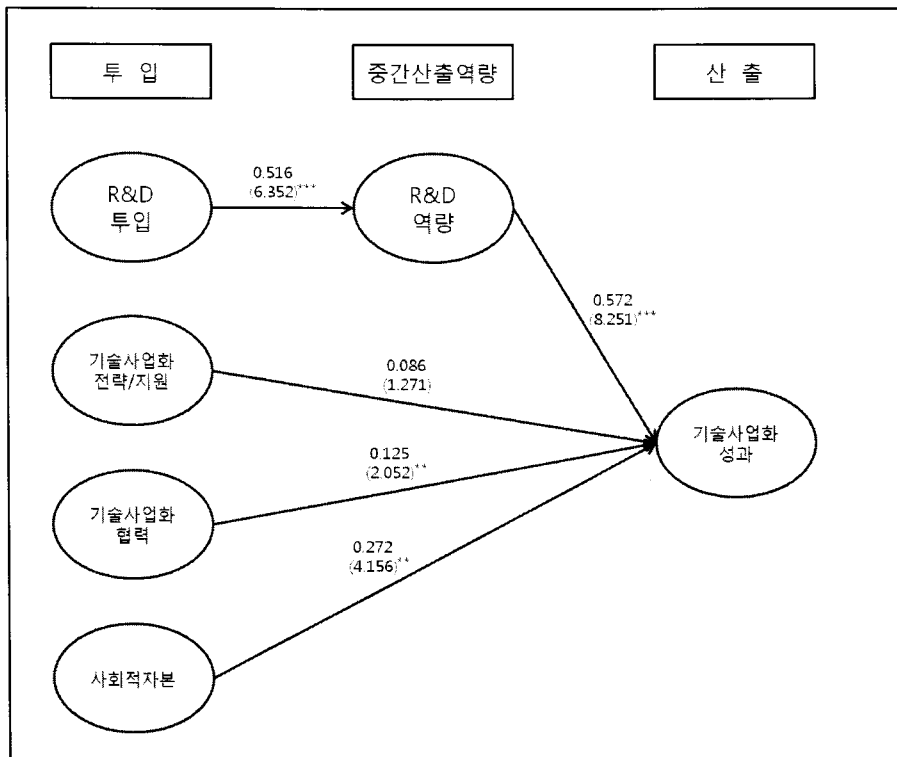 투 입
중간산출역량
산 출
R&D
투입
0.516
(6.352)***
R&D
역량
0.572
(8.251)***
기술사업화
전략/지원
0.086
(1.271)
기술사업화
성과
0.125
(2.052)**
기술사업화
협력
0.272
(4.156)**
사회적자본